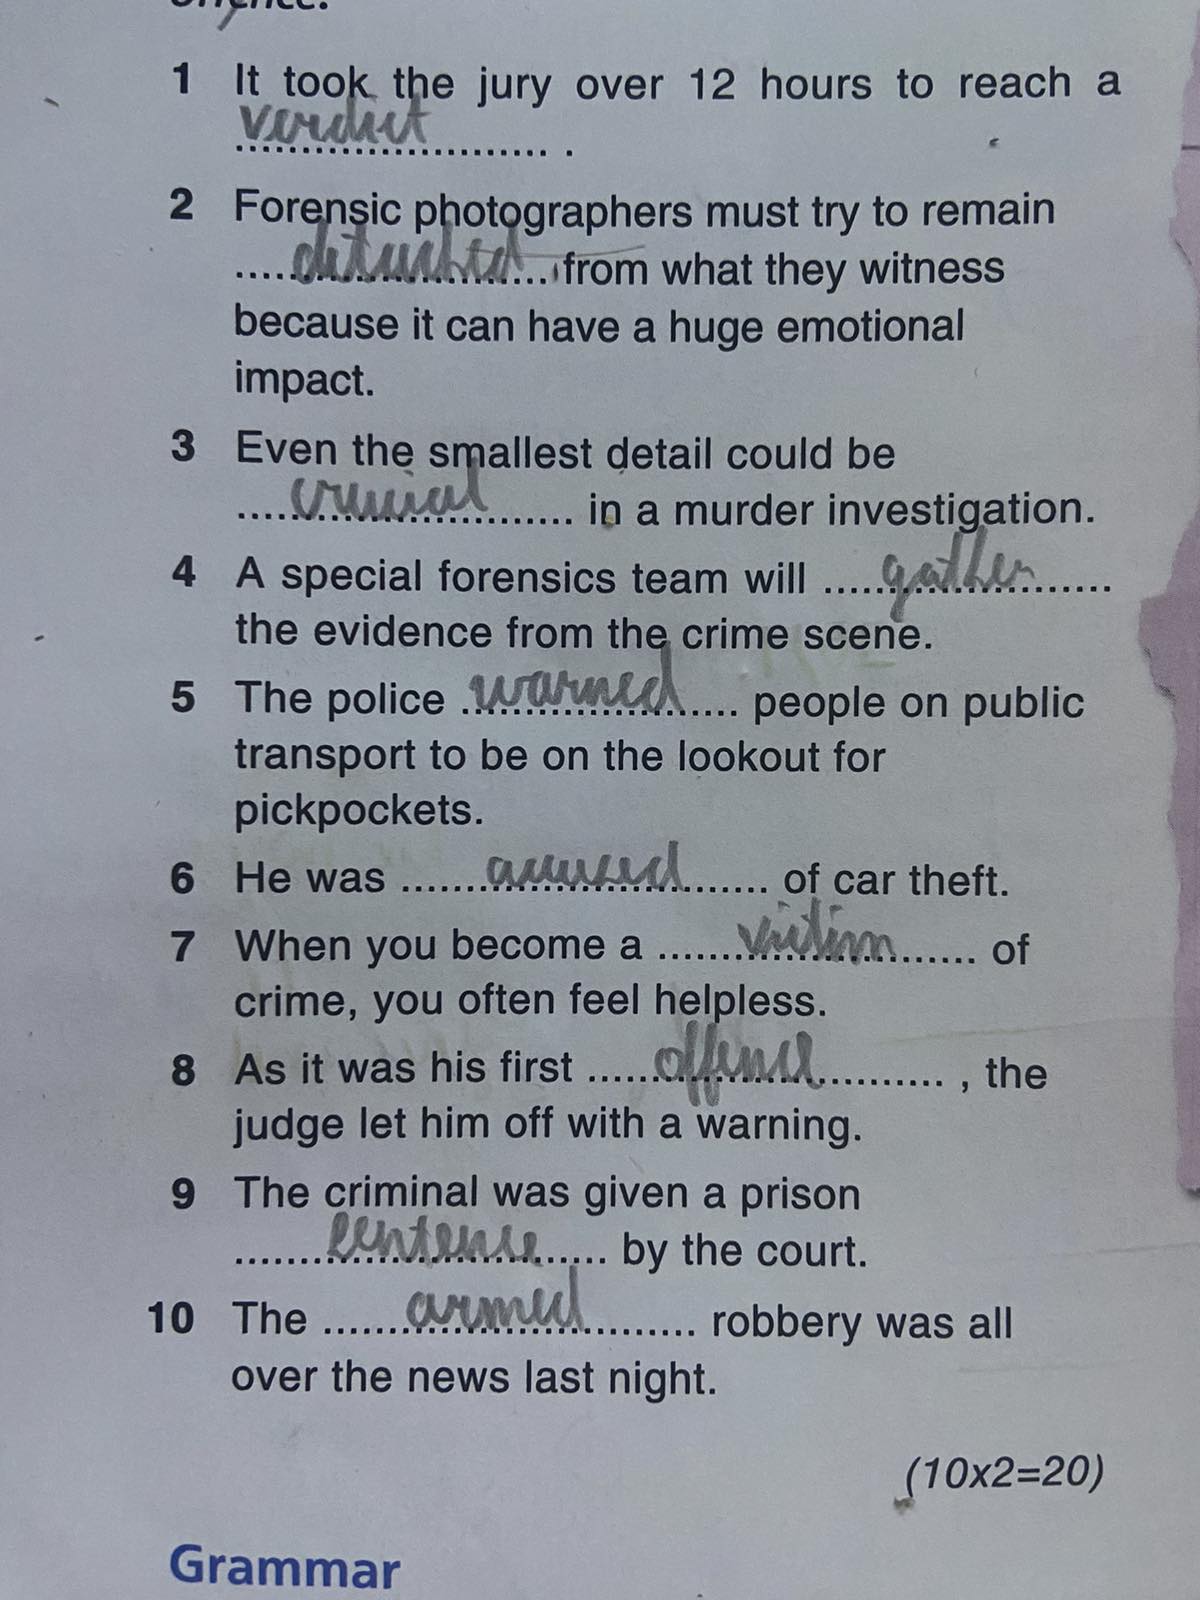 offence.
1 It took the jury over 12 hours to reach a
verdict .
2 Forensic photographers must try to remain
detached from what they witness
because it can have a huge emotional
impact.
3 Even the smallest detail could be
crucial in a murder investigation.
4 A special forensics team will gather
the evidence from the crime scene.
5 The police warned people on public
transport to be on the lookout for
pickpockets.
6 He was accused of car theft.
7 When you become a victim of
crime, you often feel helpless.
8 As it was his first offence , the
judge let him off with a warning.
9 The criminal was given a prison
sentence by the court.
10 The armed robbery was all
over the news last night.
(10x2=20)
Grammar